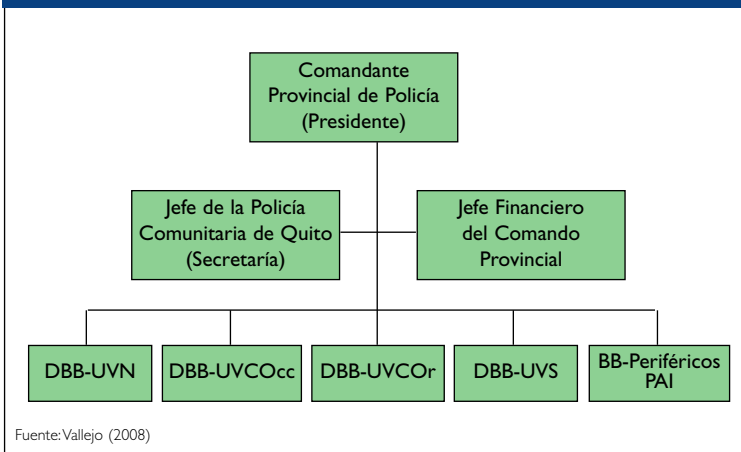 Comandante
Provincial de Policía
(Presidente)
Jefe de la Policía
Comunitaria de Quito
(Secretaría)
Jefe Financiero
del Comando
Provincial
DBB-UVN
DBB-UVCOcc
DBB-UVCOr
DBB-UVS
BB-Periféricos
PAI
Fuente: Vallejo (2008)